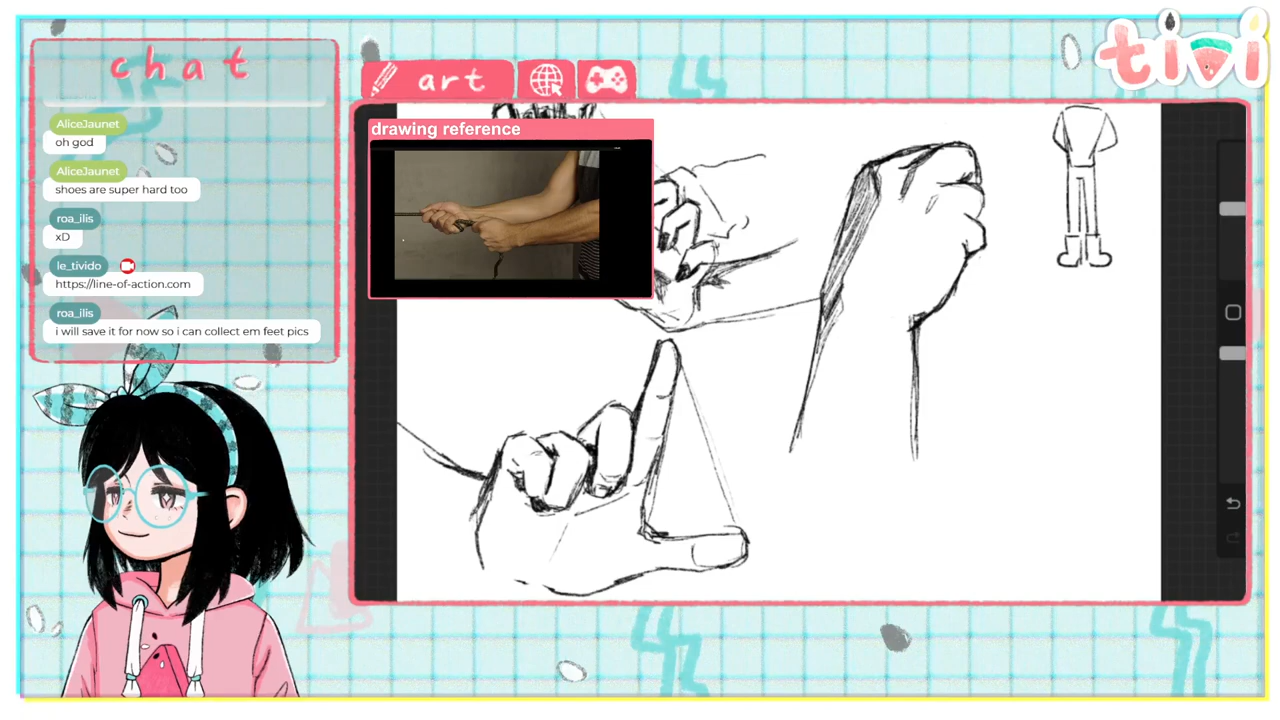 chat
AliceJaunet
oh god
AliceJaunet
shoes are super hard too
roa_ilis
xD
le_tivido
https://line-of-action.com
roa_ilis
i will save it for now so i can collect em feet pics
art
drawing reference
tivi